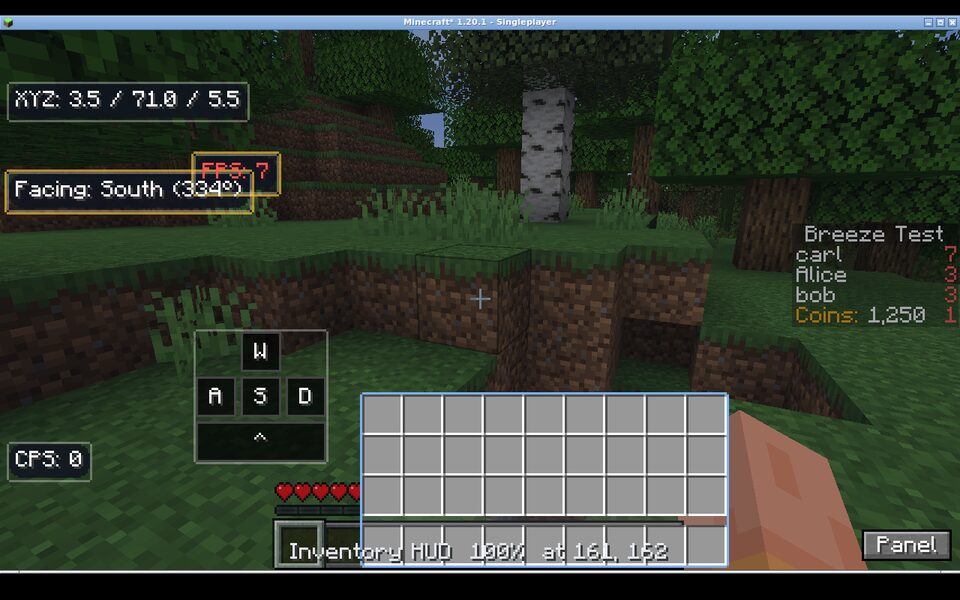 Minecraft* 1.20.1 - Singleplayer
XYZ: 3.5 / 71.0 / 5.5
FPS: 7
Facing: South (334º)
Breeze Test
carl 7
Alice 3
bob 3
Coins: 1,250 1
W
A S D
^
CPS: 0
Inventory HUD 100% at 161, 162
Panel